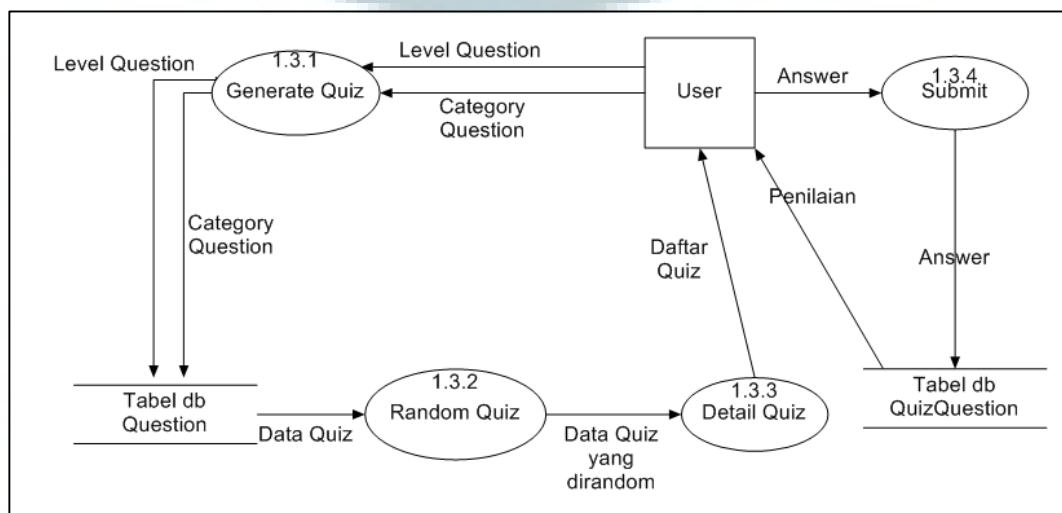 Level Question
1.3.1
Generate Quiz
Level Question
Category
Question
User
Answer
1.3.4
Submit
Category
Question
Daftar
Quiz
Penilaian
Answer
Tabel db
Question
Data Quiz
1.3.2
Random Quiz
Data Quiz
yang
dirandom
1.3.3
Detail Quiz
Tabel db
QuizQuestion